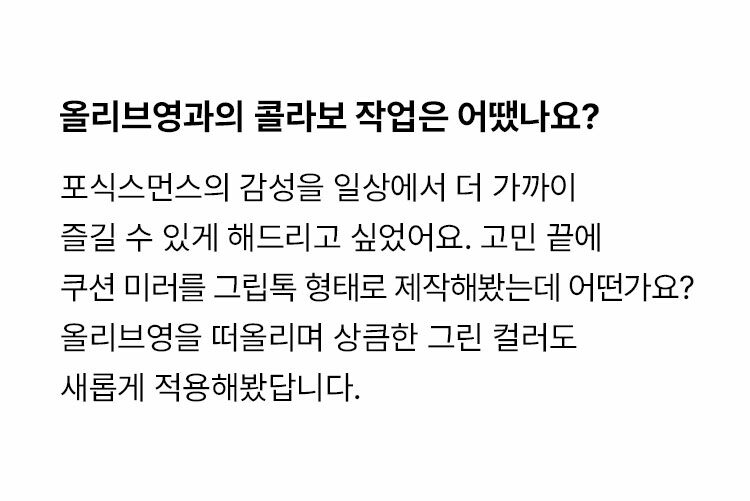 올리브영과의 콜라보 작업은 어땠나요?
포식스먼스의 감성을 일상에서 더 가까이
즐길 수 있게 해드리고 싶었어요. 고민 끝에
쿠션 미러를 그립톡 형태로 제작해봤는데 어떤가요?
올리브영을 떠올리며 상큼한 그린 컬러도
새롭게 적용해봤답니다.